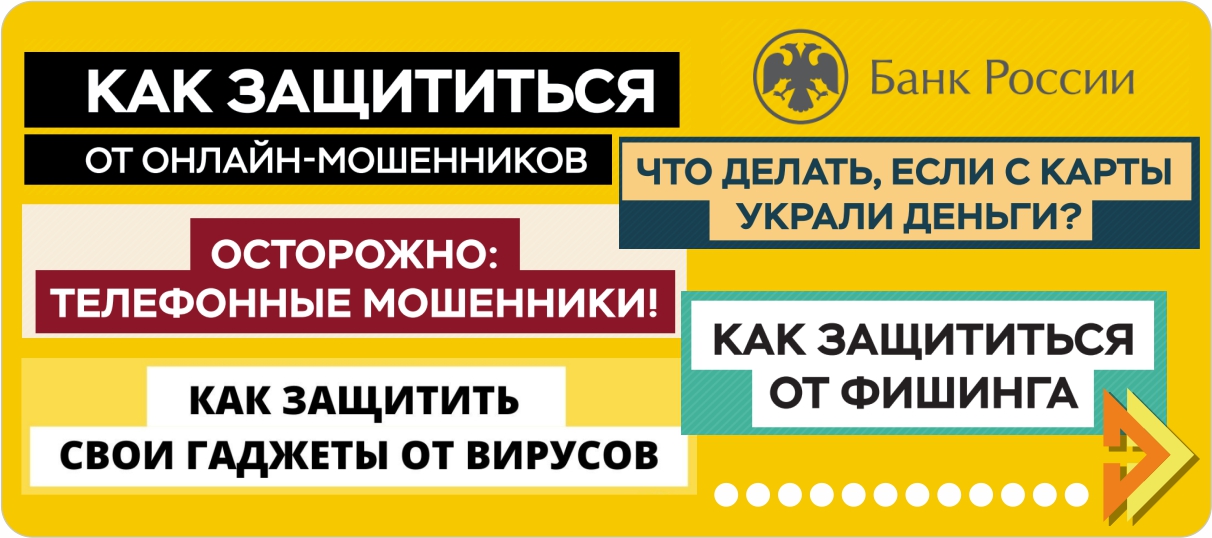 КАК ЗАЩИТИТЬСЯ
ОТ ОНЛАЙН-МОШЕННИКОВ
Банк России
ЧТО ДЕЛАТЬ, ЕСЛИ С КАРТЫ
УКРАЛИ ДЕНЬГИ?
ОСТОРОЖНО:
ТЕЛЕФОННЫЕ МОШЕННИКИ!
КАК ЗАЩИТИТЬСЯ
ОТ ФИШИНГА
КАК ЗАЩИТИТЬ
СВОИ ГАДЖЕТЫ ОТ ВИРУСОВ